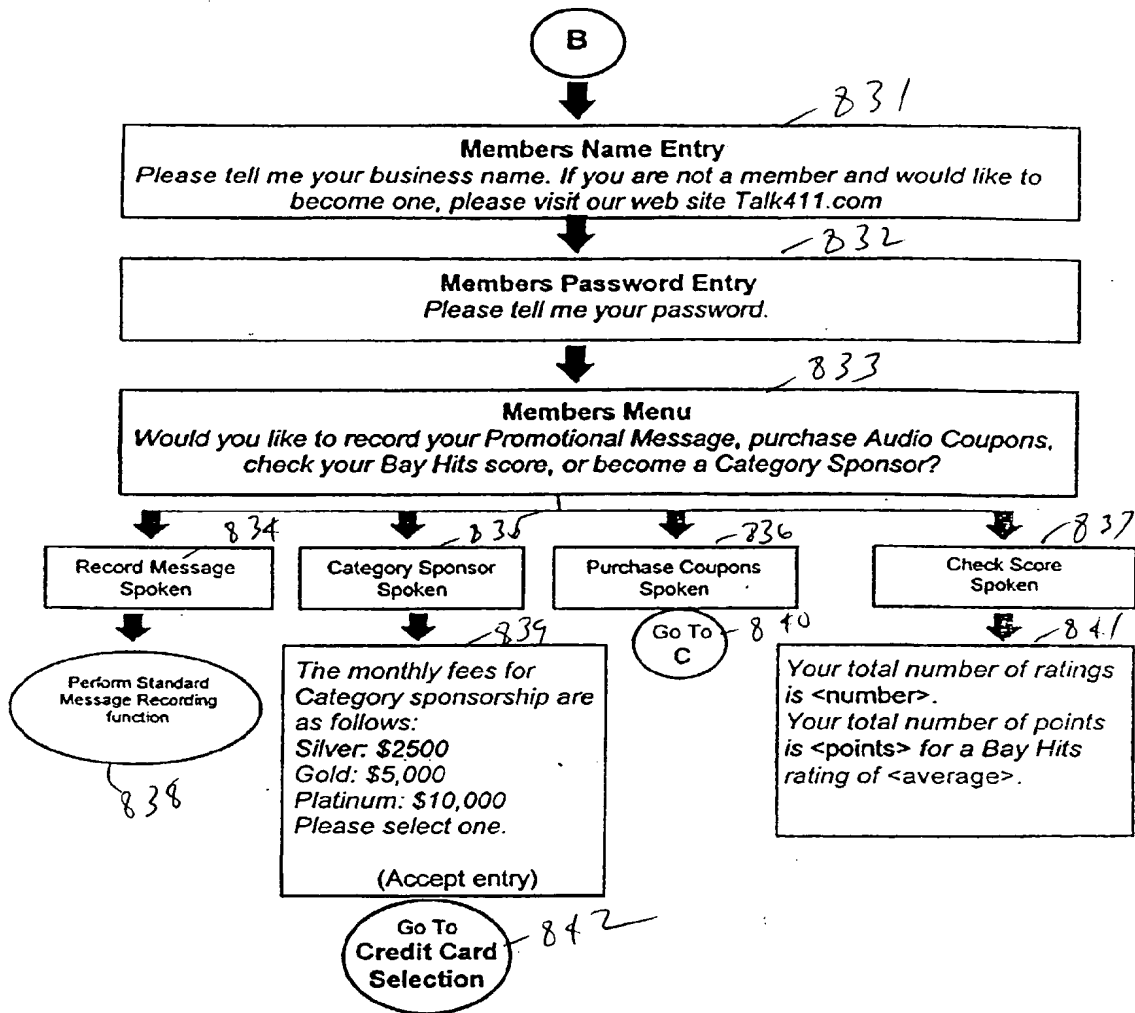 B
831
Members Name Entry
Please tell me your business name. If you are not a member and would like to
become one, please visit our web site Talk411.com
832
Members Password Entry
Please tell me your password.
833
Members Menu
Would you like to record your Promotional Message, purchase Audio Coupons,
check your Bay Hits score, or become a Category Sponsor?
834
Record Message
Spoken
835
Category Sponsor
Spoken
836
Purchase Coupons
Spoken
837
Check Score
Spoken
Perform Standard
Message Recording
function
838
839
The monthly fees for
Category sponsorship are
as follows:
Silver: $2500
Gold: $5,000
Platinum: $10,000
Please select one.
(Accept entry)
Go To
C
840
841
Your total number of ratings
is <number>.
Your total number of points
is <points> for a Bay Hits
rating of <average>.
Go To
Credit Card
Selection
842